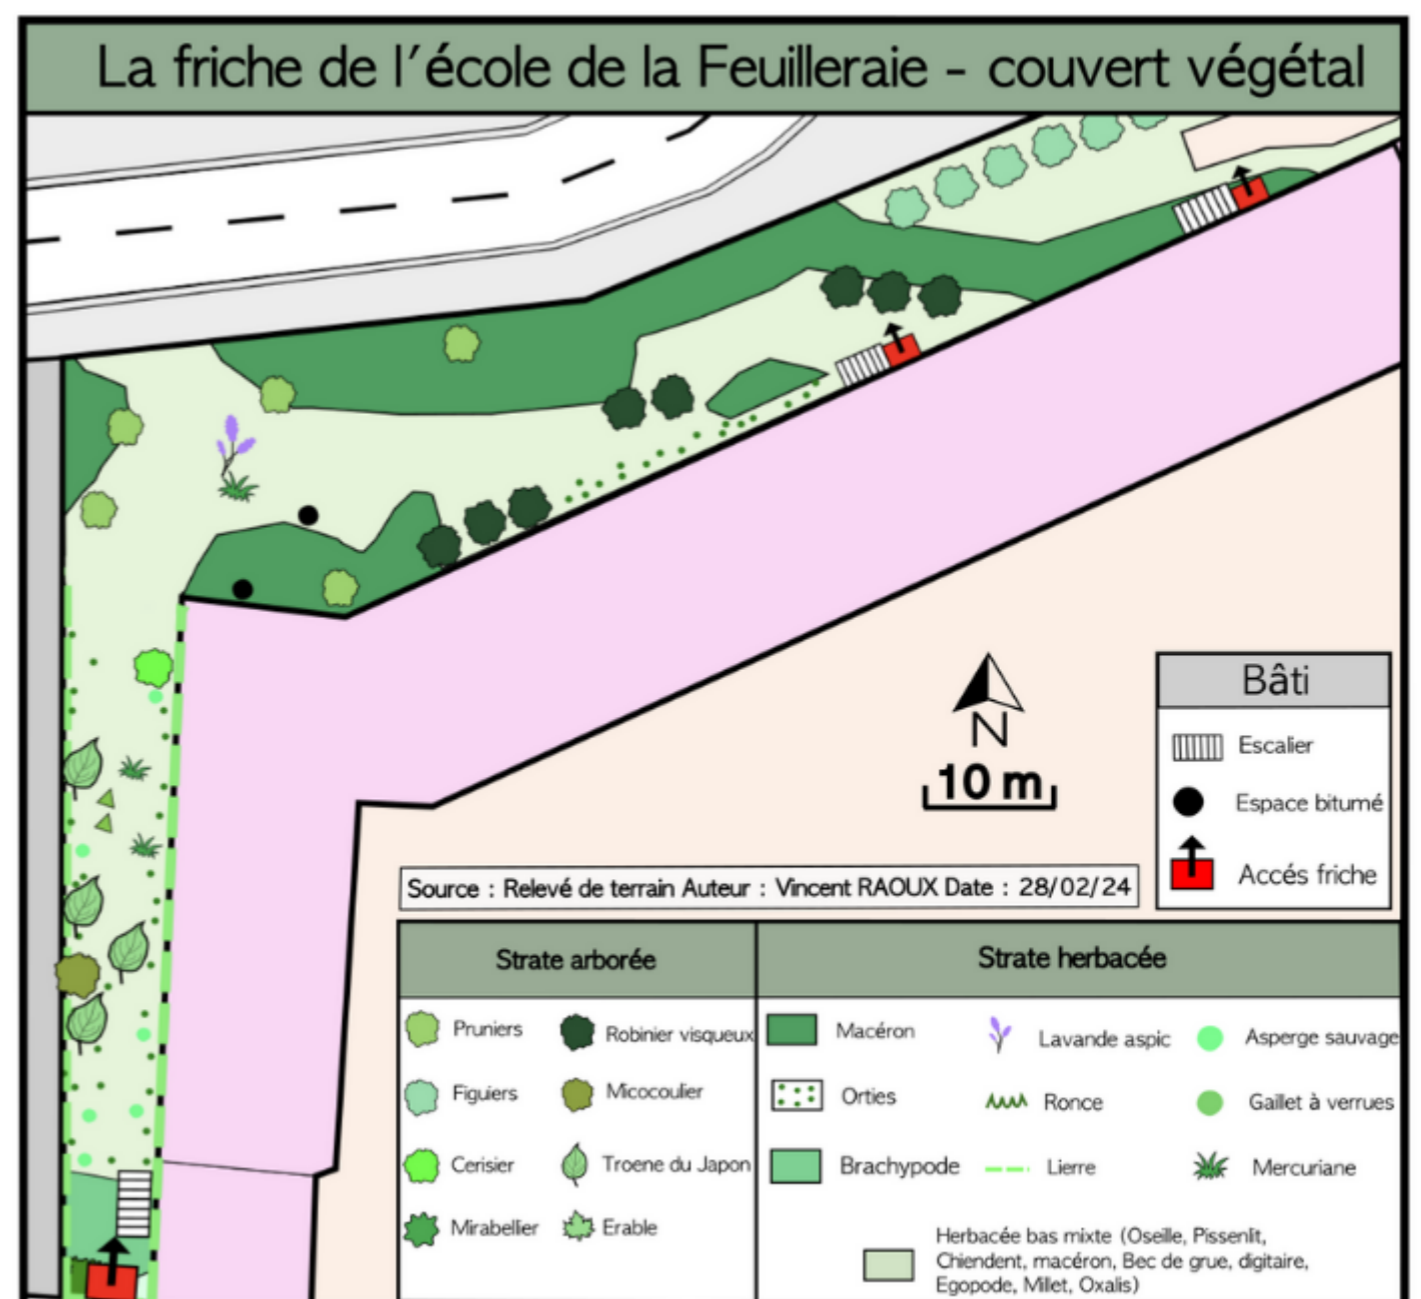 La friche de l'école de la Feuilleraie - couvert végétal
N
10 m
Bâti
Escalier
Espace bitumé
Accés friche
Source : Relevé de terrain Auteur : Vincent RAOUX Date : 28/02/24
Strate arborée
Pruniers
Robinier visqueux
Figuiers
Micocoulier
Cerisier
Troene du Japon
Mirabellier
Erable
Strate herbacée
Macéron
Lavande aspic
Asperge sauvage
Orties
Ronce
Gaillet à verrues
Brachypode
Lierre
Mercuriane
Herbacée bas mixte (Oseille, Pissenlit,
Chiendent, macéron, Bec de grue, digitaire,
Egopode, Millet, Oxalis)